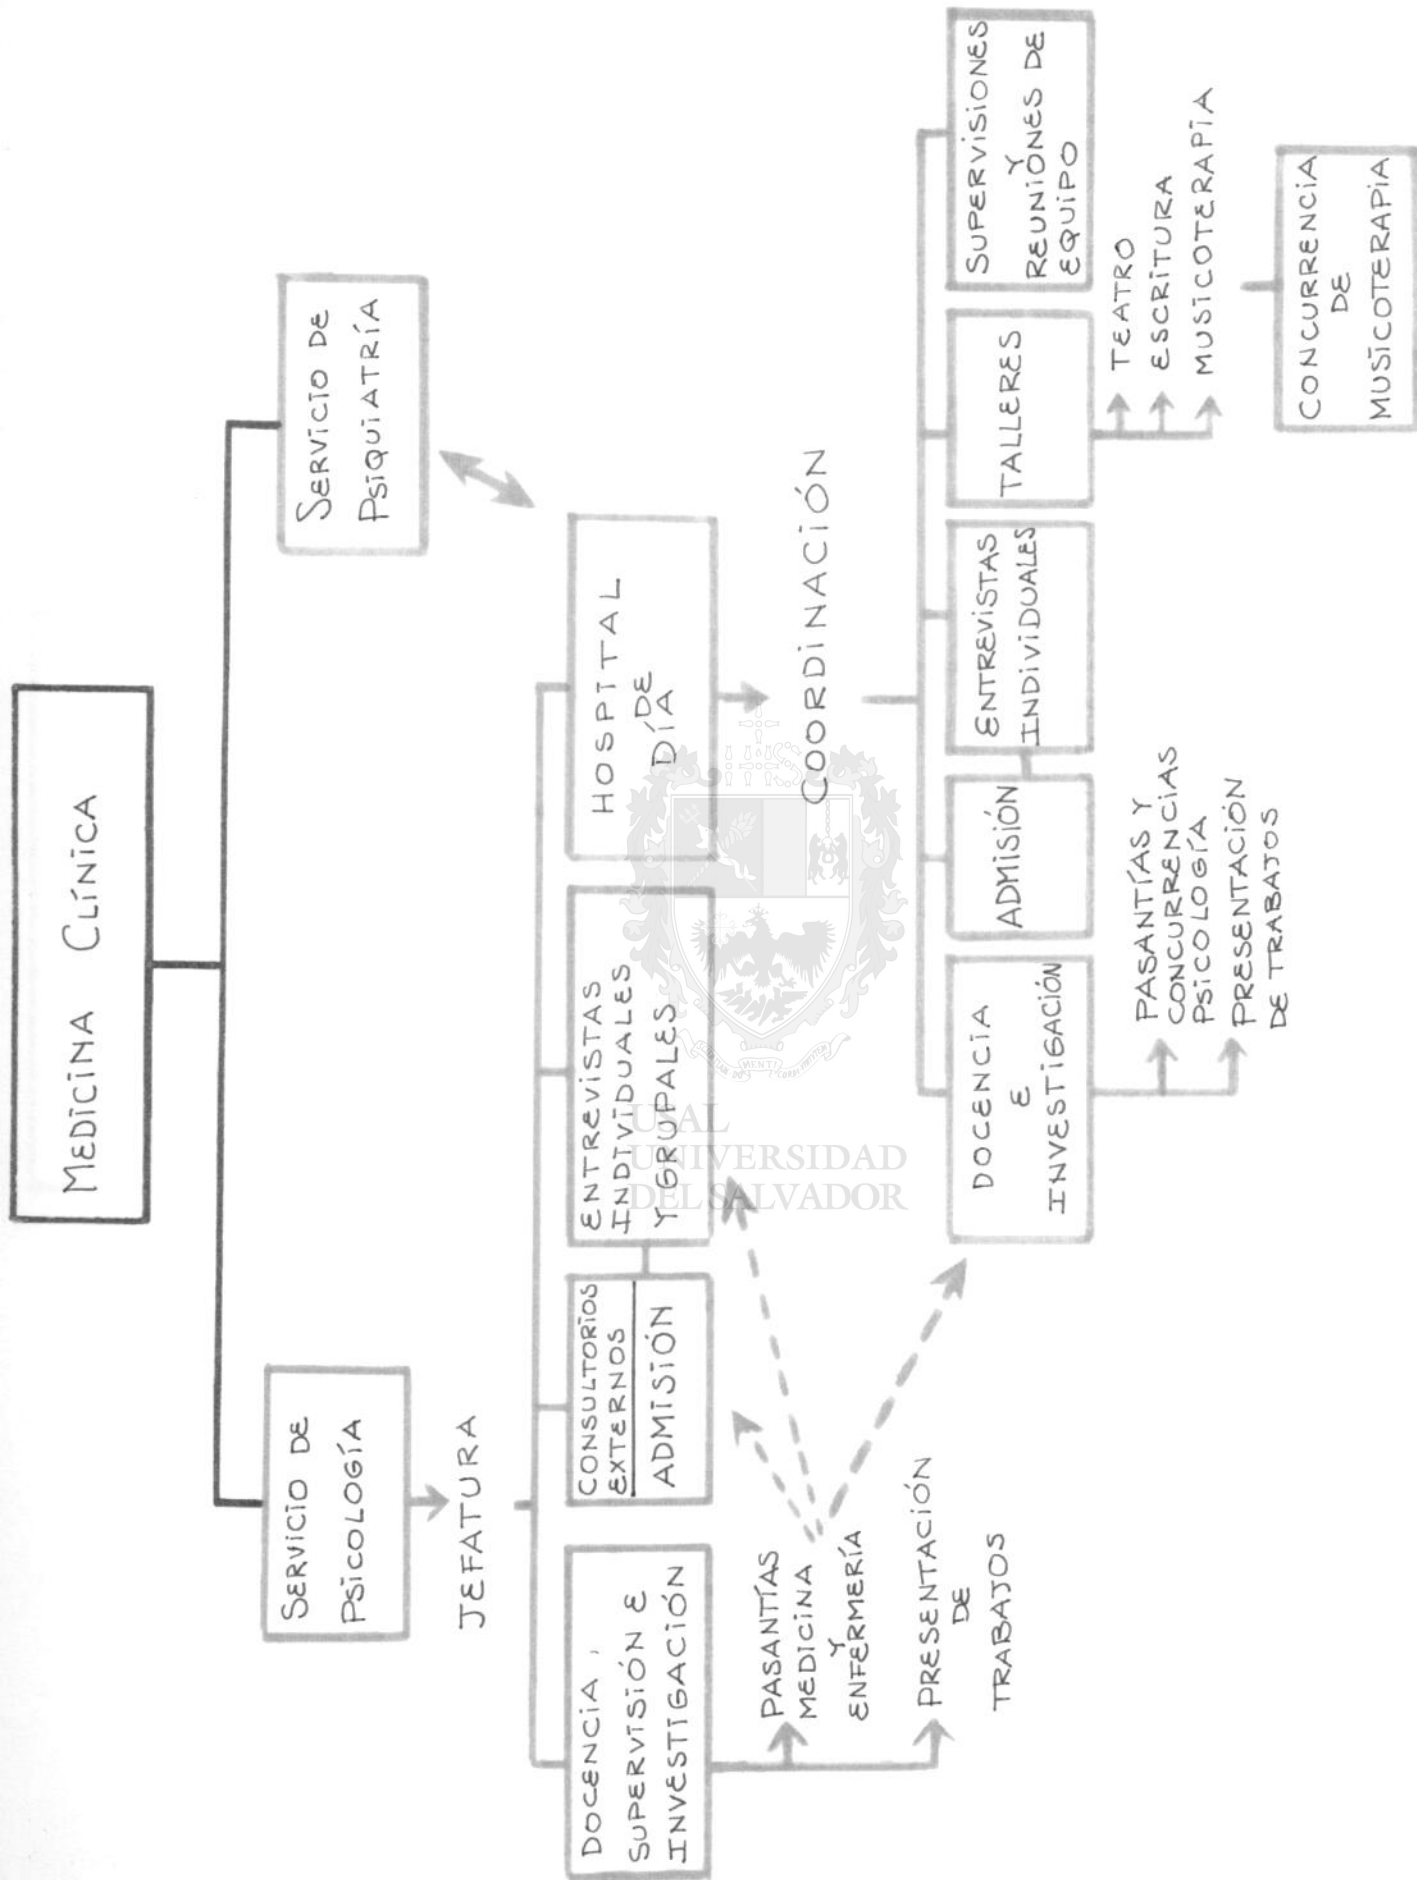 MEDICINA CLÍNICA
SERVICIO DE
PSICOLOGÍA
SERVICIO DE
PSIQUIATRÍA
JEFATURA
DOCENCIA,
SUPERVISIÓN E
INVESTIGACIÓN
CONSULTORIOS
EXTERNOS
ADMISIÓN
ENTREVISTAS
INDIVIDUALES
Y GRUPALES
HOSPITAL
DE
DÍA
PASANTÍAS
MEDICINA
Y
ENFERMERÍA
PRESENTACIÓN
DE
TRABAJOS
COORDINACIÓN
DOCENCIA
E
INVESTIGACIÓN
ADMISIÓN
ENTREVISTAS
INDIVIDUALES
TALLERES
SUPERVISIONES
Y
REUNIONES DE
EQUIPO
PASANTÍAS Y
CONCURRENCIAS
PSICOLOGÍA
PRESENTACIÓN
DE TRABAJOS
TEATRO
ESCRITURA
MUSICOTERAPIA
CONCURRENCIA
DE
MUSICOTERAPIA
USAL
UNIVERSIDAD
DEL SALVADOR